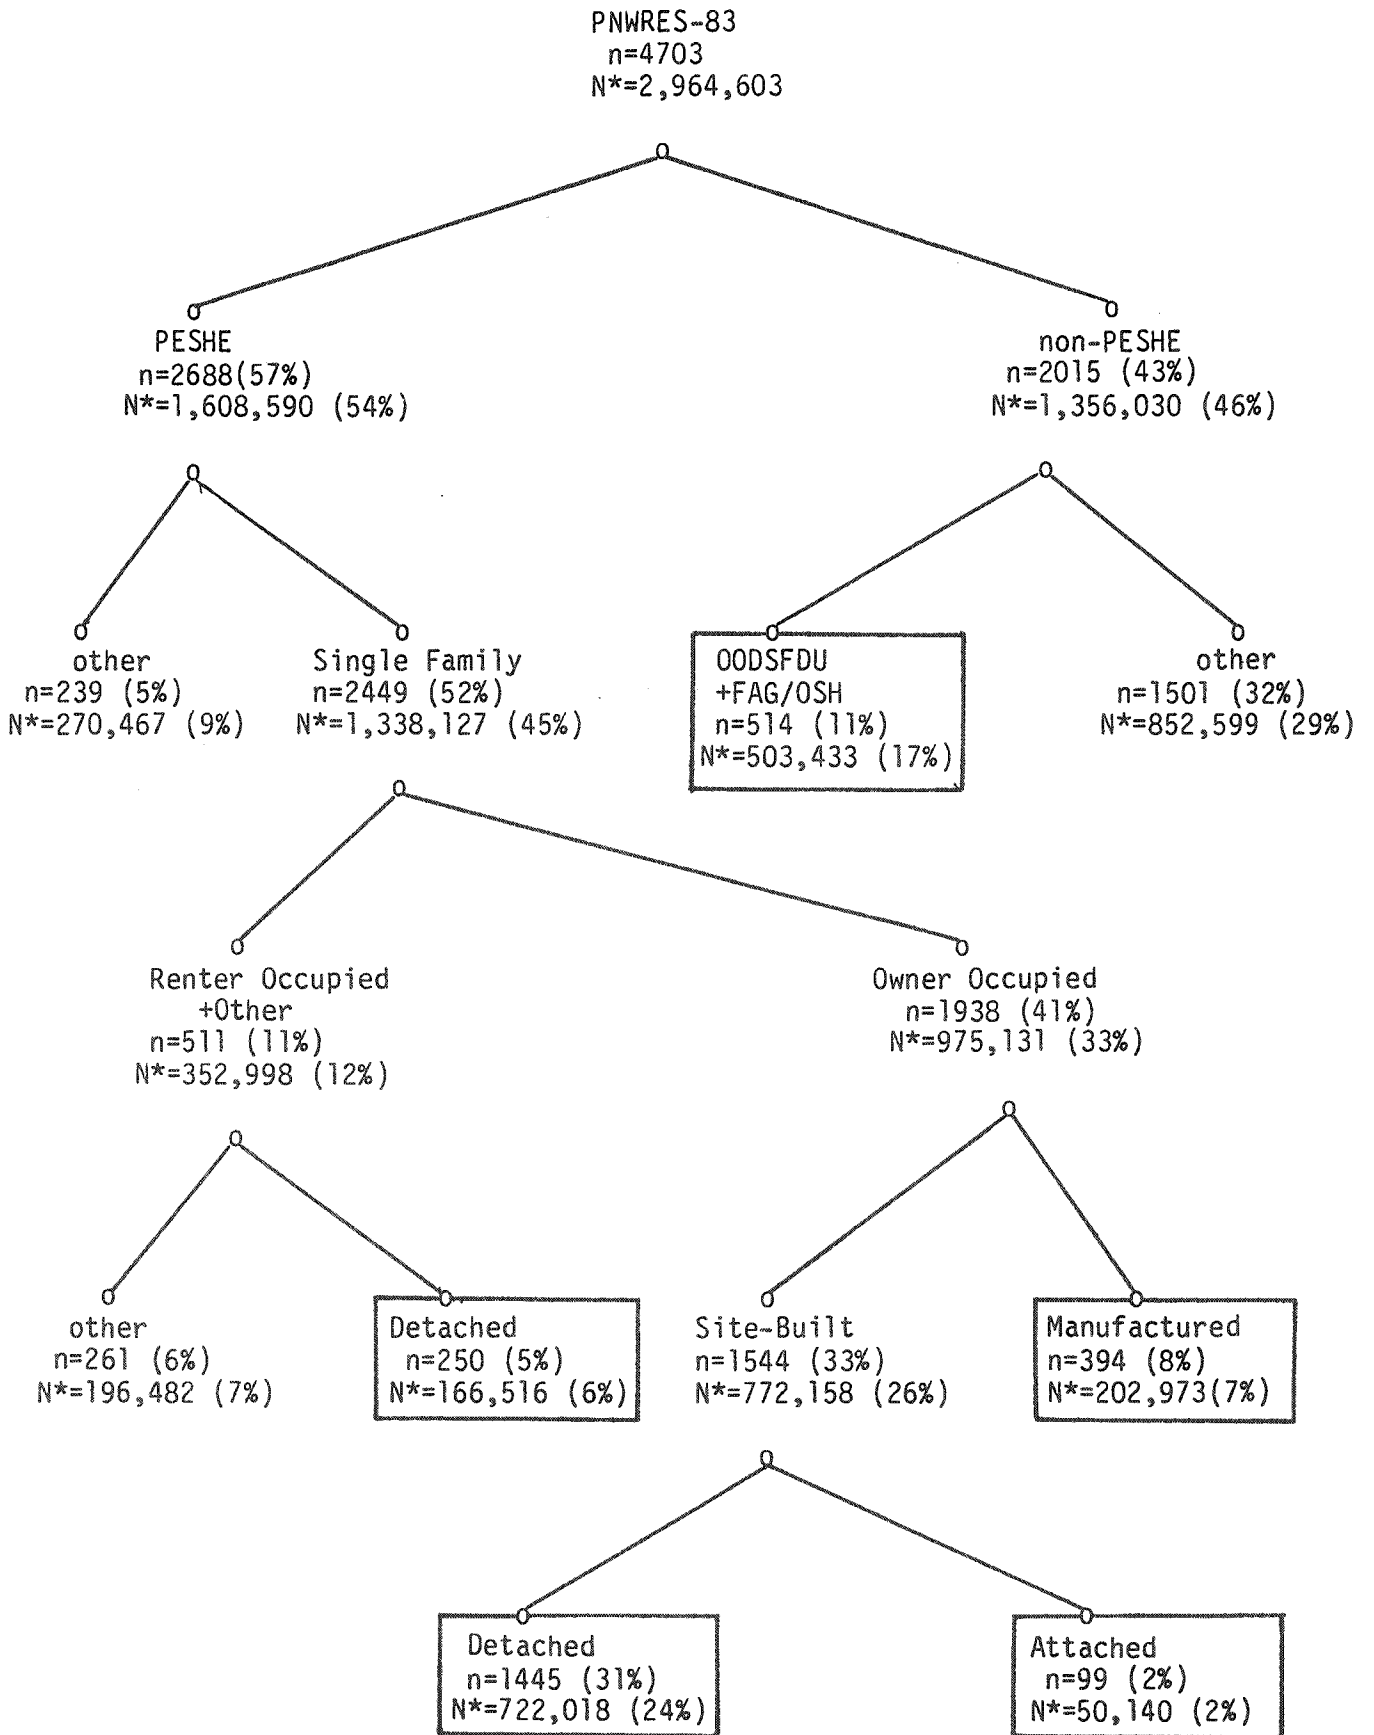 PNWRES-83
n=4703
N*=2,964,603
PESHE
n=2688(57%)
N*=1,608,590 (54%)
non-PESHE
n=2015 (43%)
N*=1,356,030 (46%)
other
n=239 (5%)
N*=270,467 (9%)
Single Family
n=2449 (52%)
N*=1,338,127 (45%)
OODSFDU
+FAG/OSH
n=514 (11%)
N*=503,433 (17%)
other
n=1501 (32%)
N*=852,599 (29%)
Renter Occupied
+Other
n=511 (11%)
N*=352,998 (12%)
Owner Occupied
n=1938 (41%)
N*=975,131 (33%)
other
n=261 (6%)
N*=196,482 (7%)
Detached
n=250 (5%)
N*=166,516 (6%)
Site-Built
n=1544 (33%)
N*=772,158 (26%)
Manufactured
n=394 (8%)
N*=202,973(7%)
Detached
n=1445 (31%)
N*=722,018 (24%)
Attached
n=99 (2%)
N*=50,140 (2%)